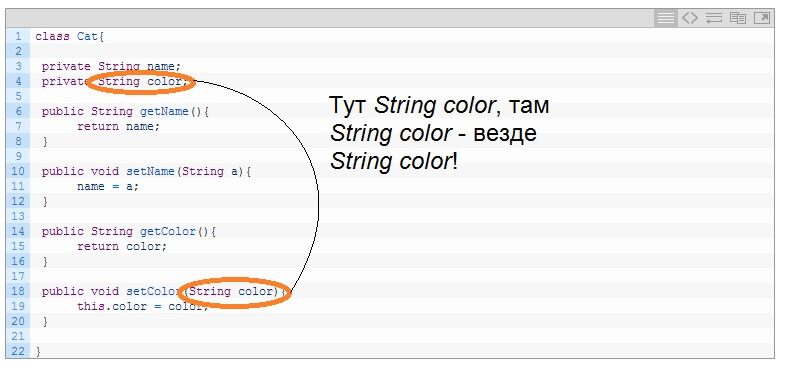 1 class Cat{
2
3 private String name;
4 private String color;
5
6 public String getName(){
7 return name;
8 }
9
10 public void setName(String a){
11 name = a;
12 }
13
14 public String getColor(){
15 return color;
16 }
17
18 public void setColor(String color){
19 this.color = color;
20 }
21
22 }
Тут String color, там
String color - везде
String color!